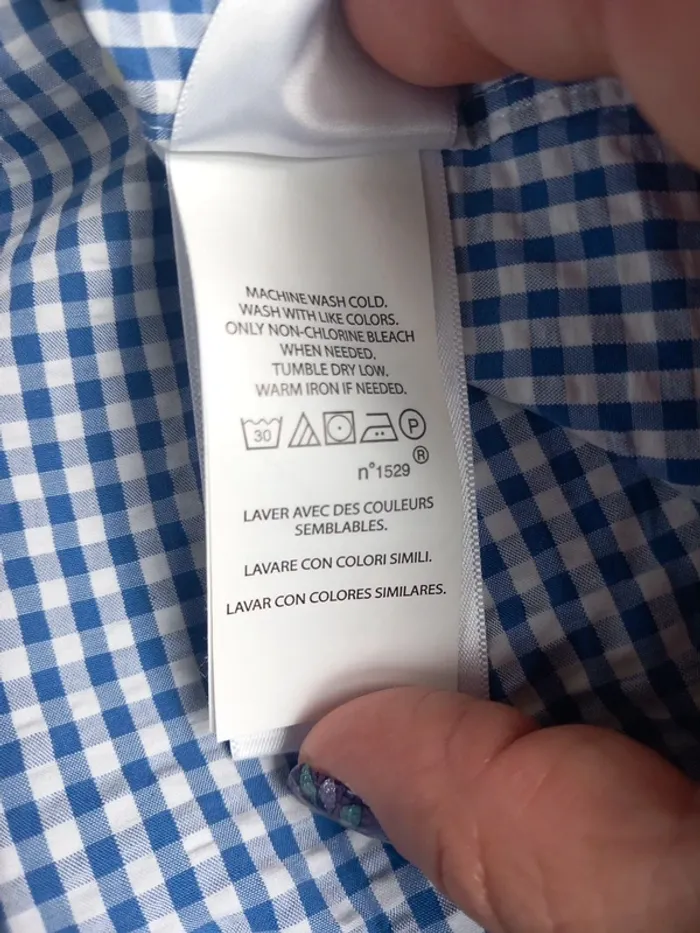 MACHINE WASH COLD.
WASH WITH LIKE COLORS.
ONLY NON-CHLORINE BLEACH
WHEN NEEDED.
TUMBLE DRY LOW.
WARM IRON IF NEEDED.
30 P
n°1529 ®
LAVER AVEC DES COULEURS
SEMBLABLES.
LAVARE CON COLORI SIMILI.
LAVAR CON COLORES SIMILARES.